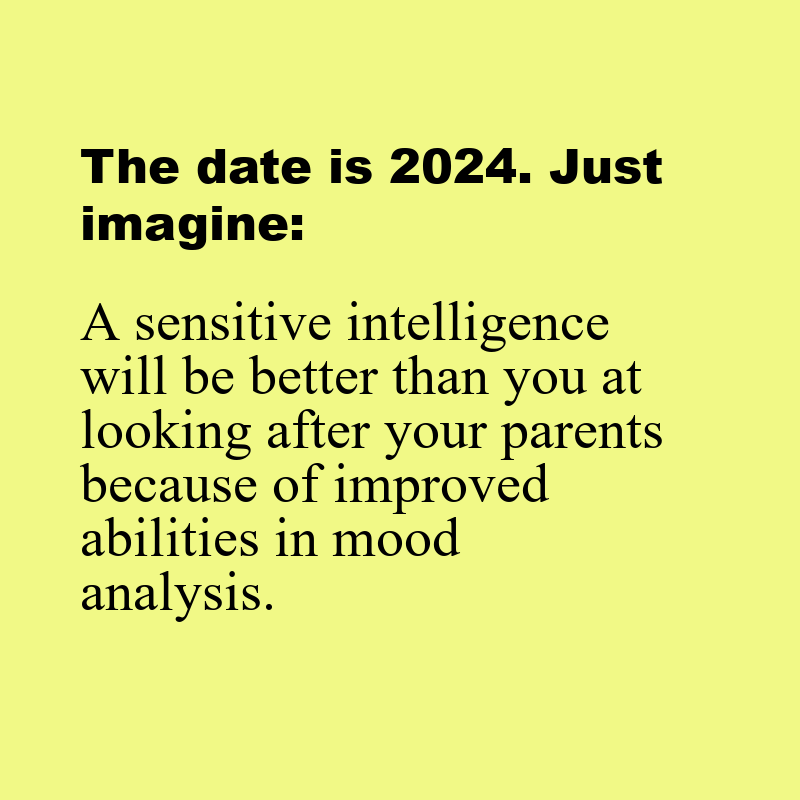 The date is 2024. Just
imagine:
A sensitive intelligence
will be better than you at
looking after your parents
because of improved
abilities in mood
analysis.